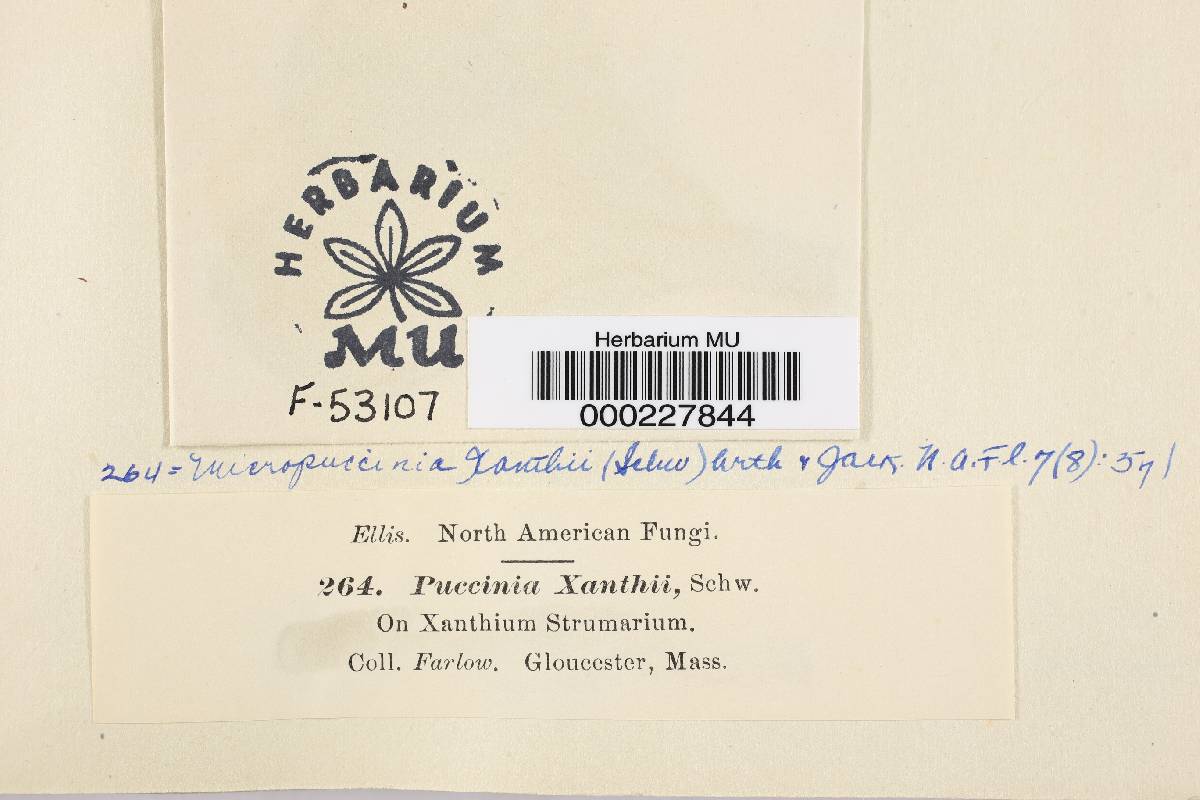 HERBARIUM
MU
F-53107
Herbarium MU
000227844
264 = Micropuccinia Xanthii (Schw) Arth & Jack. N.A.Fl. 7(8): 571
Ellis. North American Fungi.
264. Puccinia Xanthii, Schw.
On Xanthium Strumarium.
Coll. Farlow. Gloucester, Mass.